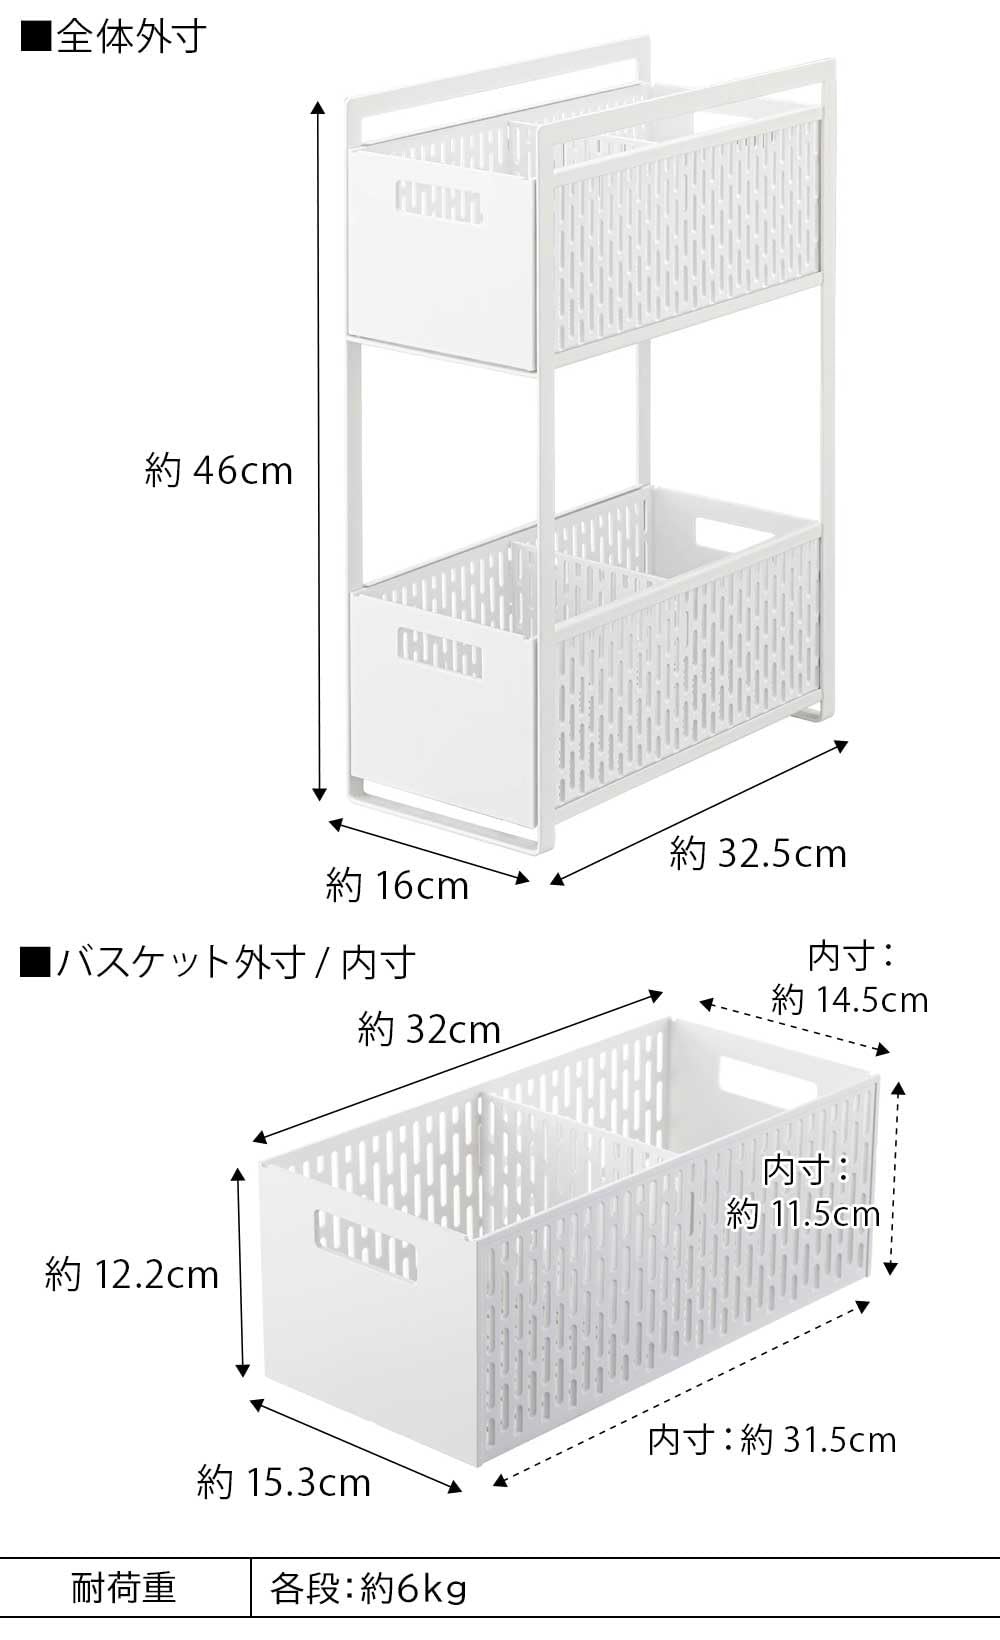 ■全体外寸
約 46cm
約 16cm
約 32.5cm
■バスケット外寸 / 内寸
内寸：
約 14.5cm
約 32cm
内寸：
約 11.5cm
約 12.2cm
内寸：約 31.5cm
約 15.3cm
耐荷重 各段：約6kg